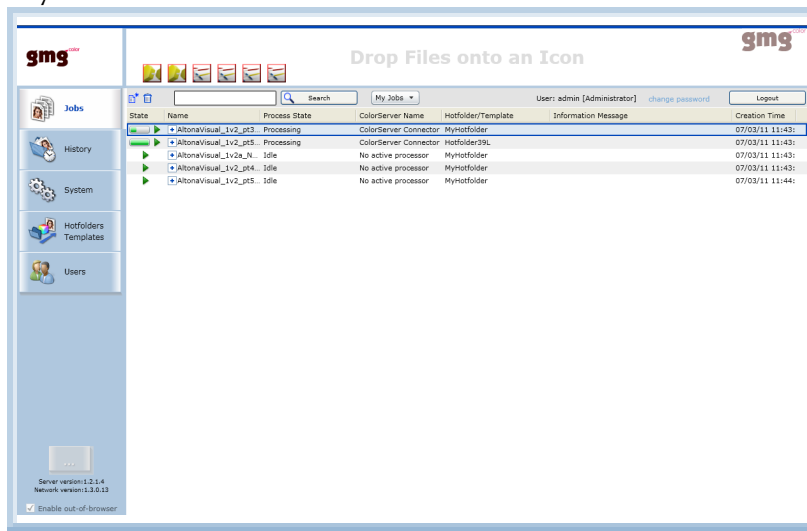 gmg color
Drop Files onto an Icon
gmg color
Jobs
Search
My Jobs
User: admin [Administrator]
change password
Logout
State Name Process State ColorServer Name Hotfolder/Template Information Message Creation Time
AltonaVisual_1v2_pt3... Processing ColorServer Connector MyHotfolder 07/03/11 11:43:
AltonaVisual_1v2_pt5... Processing ColorServer Connector Hotfolder39L 07/03/11 11:43:
AltonaVisual_1v2a_N... Idle No active processor MyHotfolder 07/03/11 11:43:
AltonaVisual_1v2_pt4... Idle No active processor MyHotfolder 07/03/11 11:43:
AltonaVisual_1v2_pt5... Idle No active processor MyHotfolder 07/03/11 11:44:
History
System
Hotfolders
Templates
Users
...
Server version:1.2.1.4
Network version:1.3.0.13
Enable out-of-browser